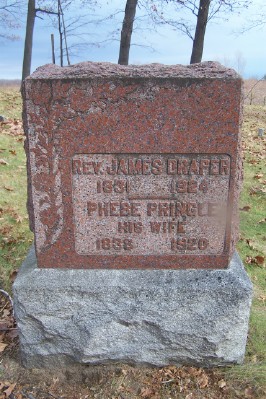 REV. JAMES DRAPER
1831 1924
PHEBE PRINGLE
HIS WIFE
1838 1920